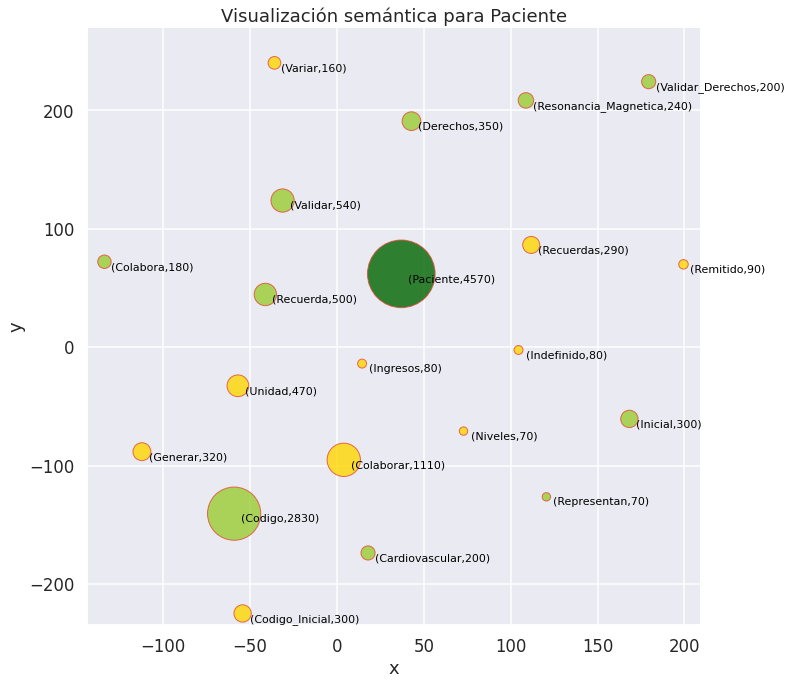 Visualización semántica para Paciente
(Variar,160)
(Validar_Derechos,200)
(Resonancia_Magnetica,240)
(Derechos,350)
(Validar,540)
(Recuerdas,290)
(Colabora,180)
(Remitido,90)
(Paciente,4570)
(Recuerda,500)
(Indefinido,80)
(Ingresos,80)
(Unidad,470)
(Inicial,300)
(Niveles,70)
(Generar,320)
(Colaborar,1110)
(Representan,70)
(Codigo,2830)
(Cardiovascular,200)
(Codigo_Inicial,300)
200
100
0
−100
−200
y
−100 −50 0 50 100 150 200
x